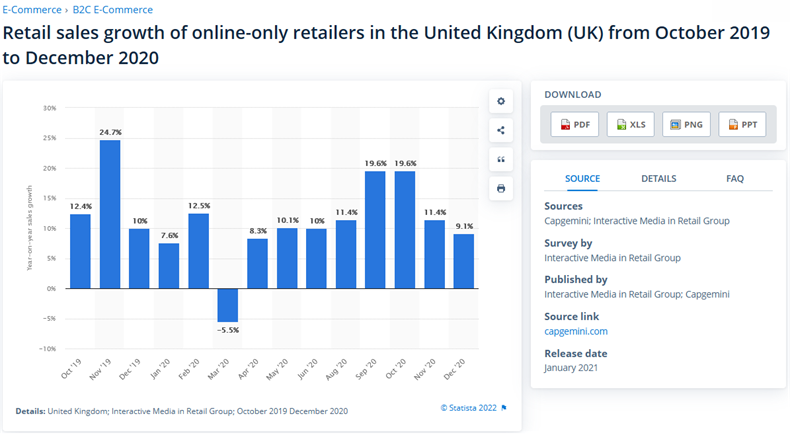 E-Commerce › B2C E-Commerce
Retail sales growth of online-only retailers in the United Kingdom (UK) from October 2019
to December 2020
30%
25%
20%
15%
10%
5%
0%
−5%
−10%
Year-on-year sales growth
12.4%
24.7%
10%
7.6%
12.5%
−5.5%
8.3%
10.1%
10%
11.4%
19.6%
19.6%
11.4%
9.1%
Oct '19
Nov '19
Dec '19
Jan '20
Feb '20
Mar '20
Apr '20
May '20
Jun '20
Aug '20
Sep '20
Oct '20
Nov '20
Dec '20
Details: United Kingdom; Interactive Media in Retail Group; October 2019 December 2020
© Statista 2022
DOWNLOAD
PDF
XLS
PNG
PPT
SOURCE
DETAILS
FAQ
Sources
Capgemini; Interactive Media in Retail Group
Survey by
Interactive Media in Retail Group
Published by
Interactive Media in Retail Group; Capgemini
Source link
capgemini.com
Release date
January 2021